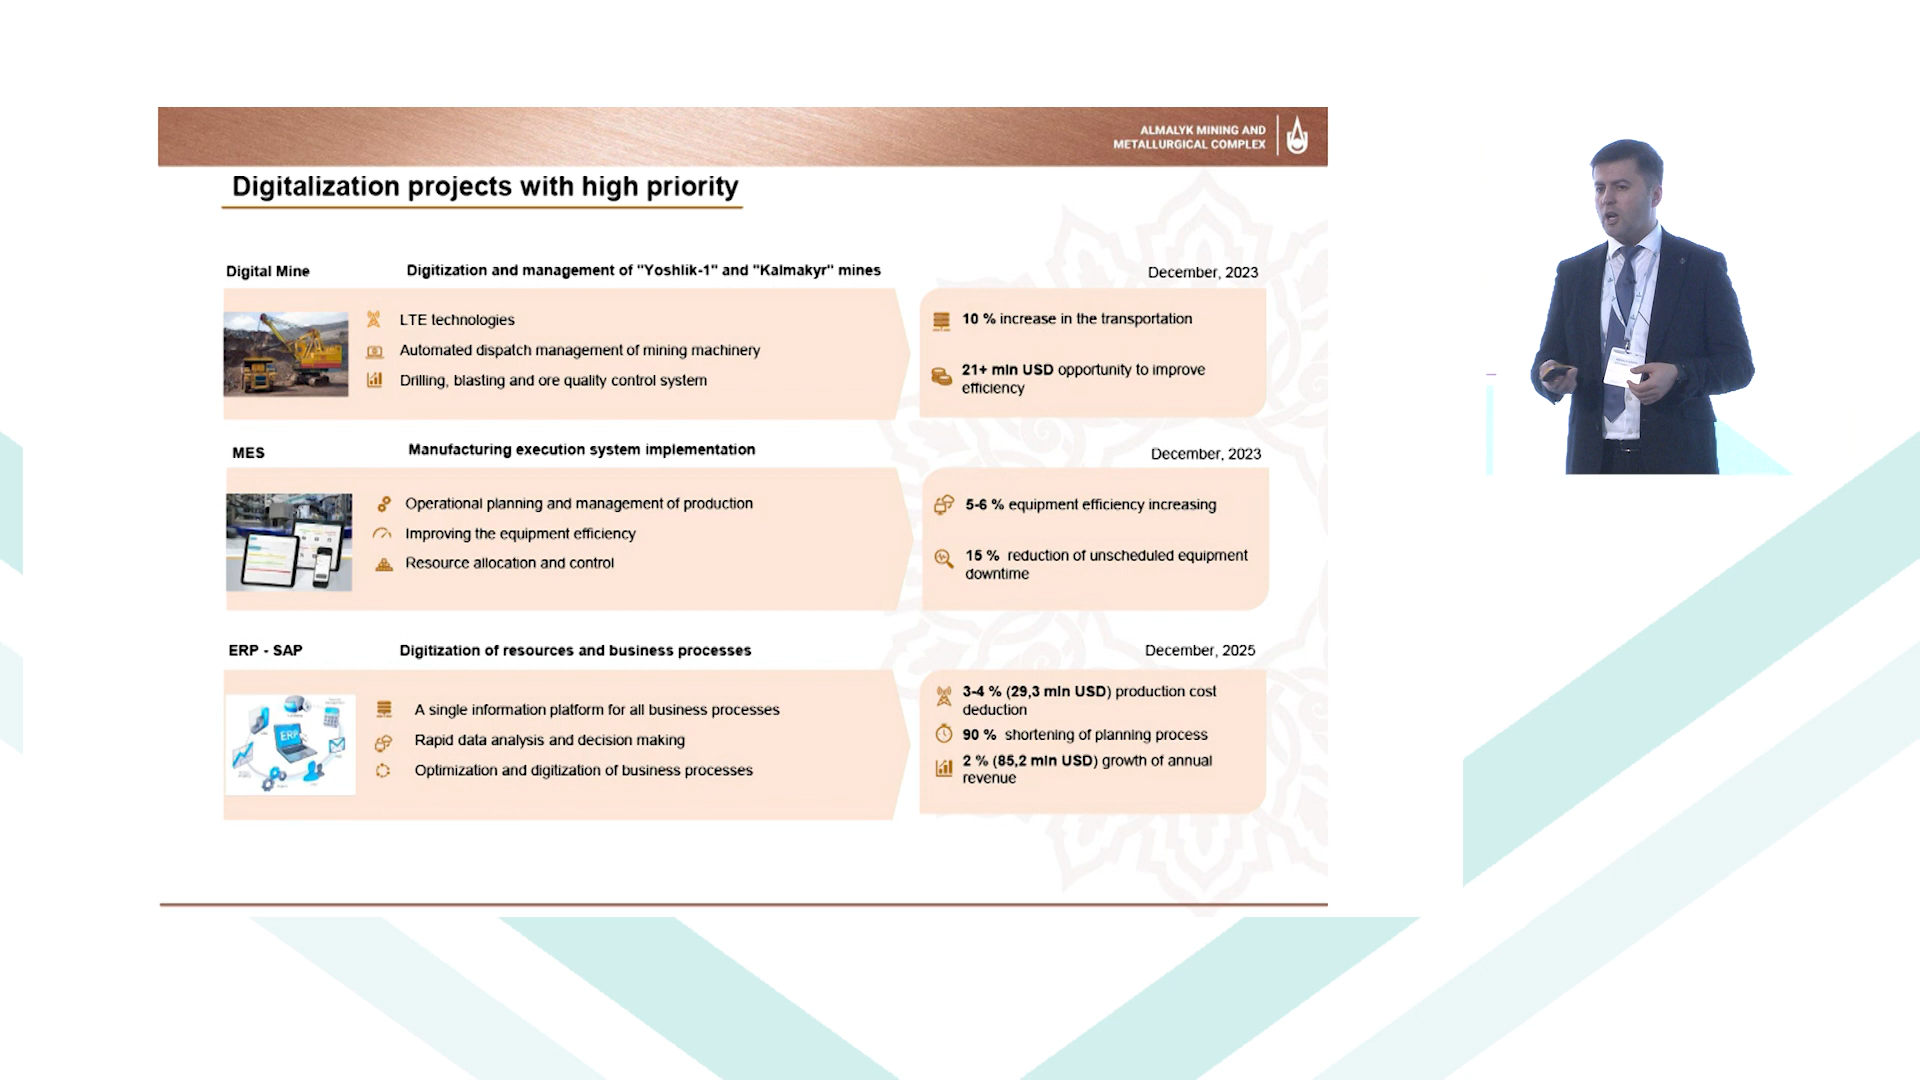 ALMALYK MINING AND
METALLURGICAL COMPLEX
Digitalization projects with high priority
Digital Mine
Digitization and management of "Yoshlik-1" and "Kalmakyr" mines
December, 2023
LTE technologies
Automated dispatch management of mining machinery
Drilling, blasting and ore quality control system
10 % increase in the transportation
21+ mln USD opportunity to improve
efficiency
MES
Manufacturing execution system implementation
December, 2023
Operational planning and management of production
Improving the equipment efficiency
Resource allocation and control
5-6 % equipment efficiency increasing
15 % reduction of unscheduled equipment
downtime
ERP - SAP
Digitization of resources and business processes
December, 2025
ERP
A single information platform for all business processes
Rapid data analysis and decision making
Optimization and digitization of business processes
3-4 % (29,3 mln USD) production cost
deduction
90 % shortening of planning process
2 % (85,2 mln USD) growth of annual
revenue